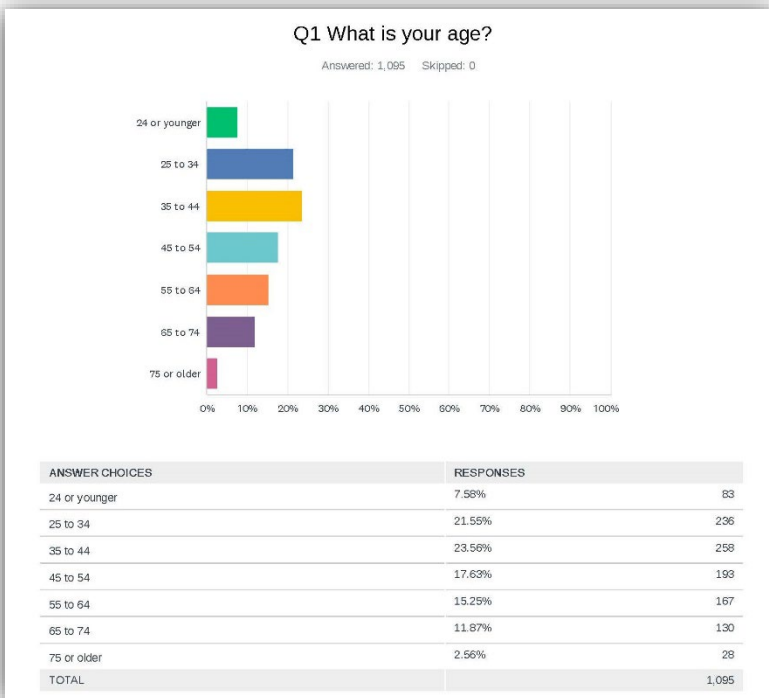 Q1 What is your age?
Answered: 1,095 Skipped: 0
24 or younger
25 to 34
35 to 44
45 to 54
55 to 64
65 to 74
75 or older
0% 10% 20% 30% 40% 50% 60% 70% 80% 90% 100%
ANSWER CHOICES RESPONSES
24 or younger 7.58% 83
25 to 34 21.55% 236
35 to 44 23.56% 258
45 to 54 17.63% 193
55 to 64 15.25% 167
65 to 74 11.87% 130
75 or older 2.56% 28
TOTAL 1,095